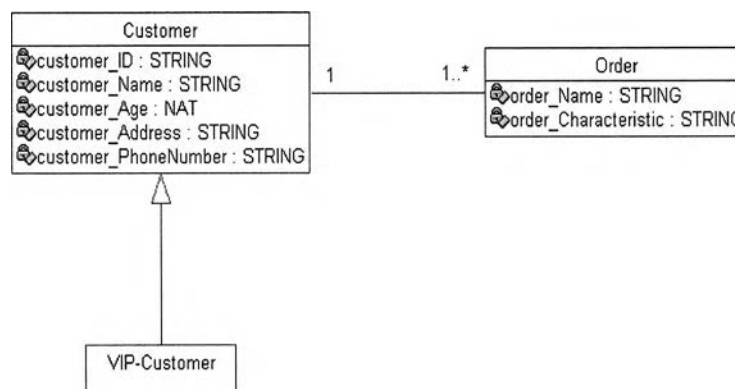 Customer
customer_ID : STRING
customer_Name : STRING
customer_Age : NAT
customer_Address : STRING
customer_PhoneNumber : STRING
1
1..*
Order
order_Name : STRING
order_Characteristic : STRING
VIP-Customer